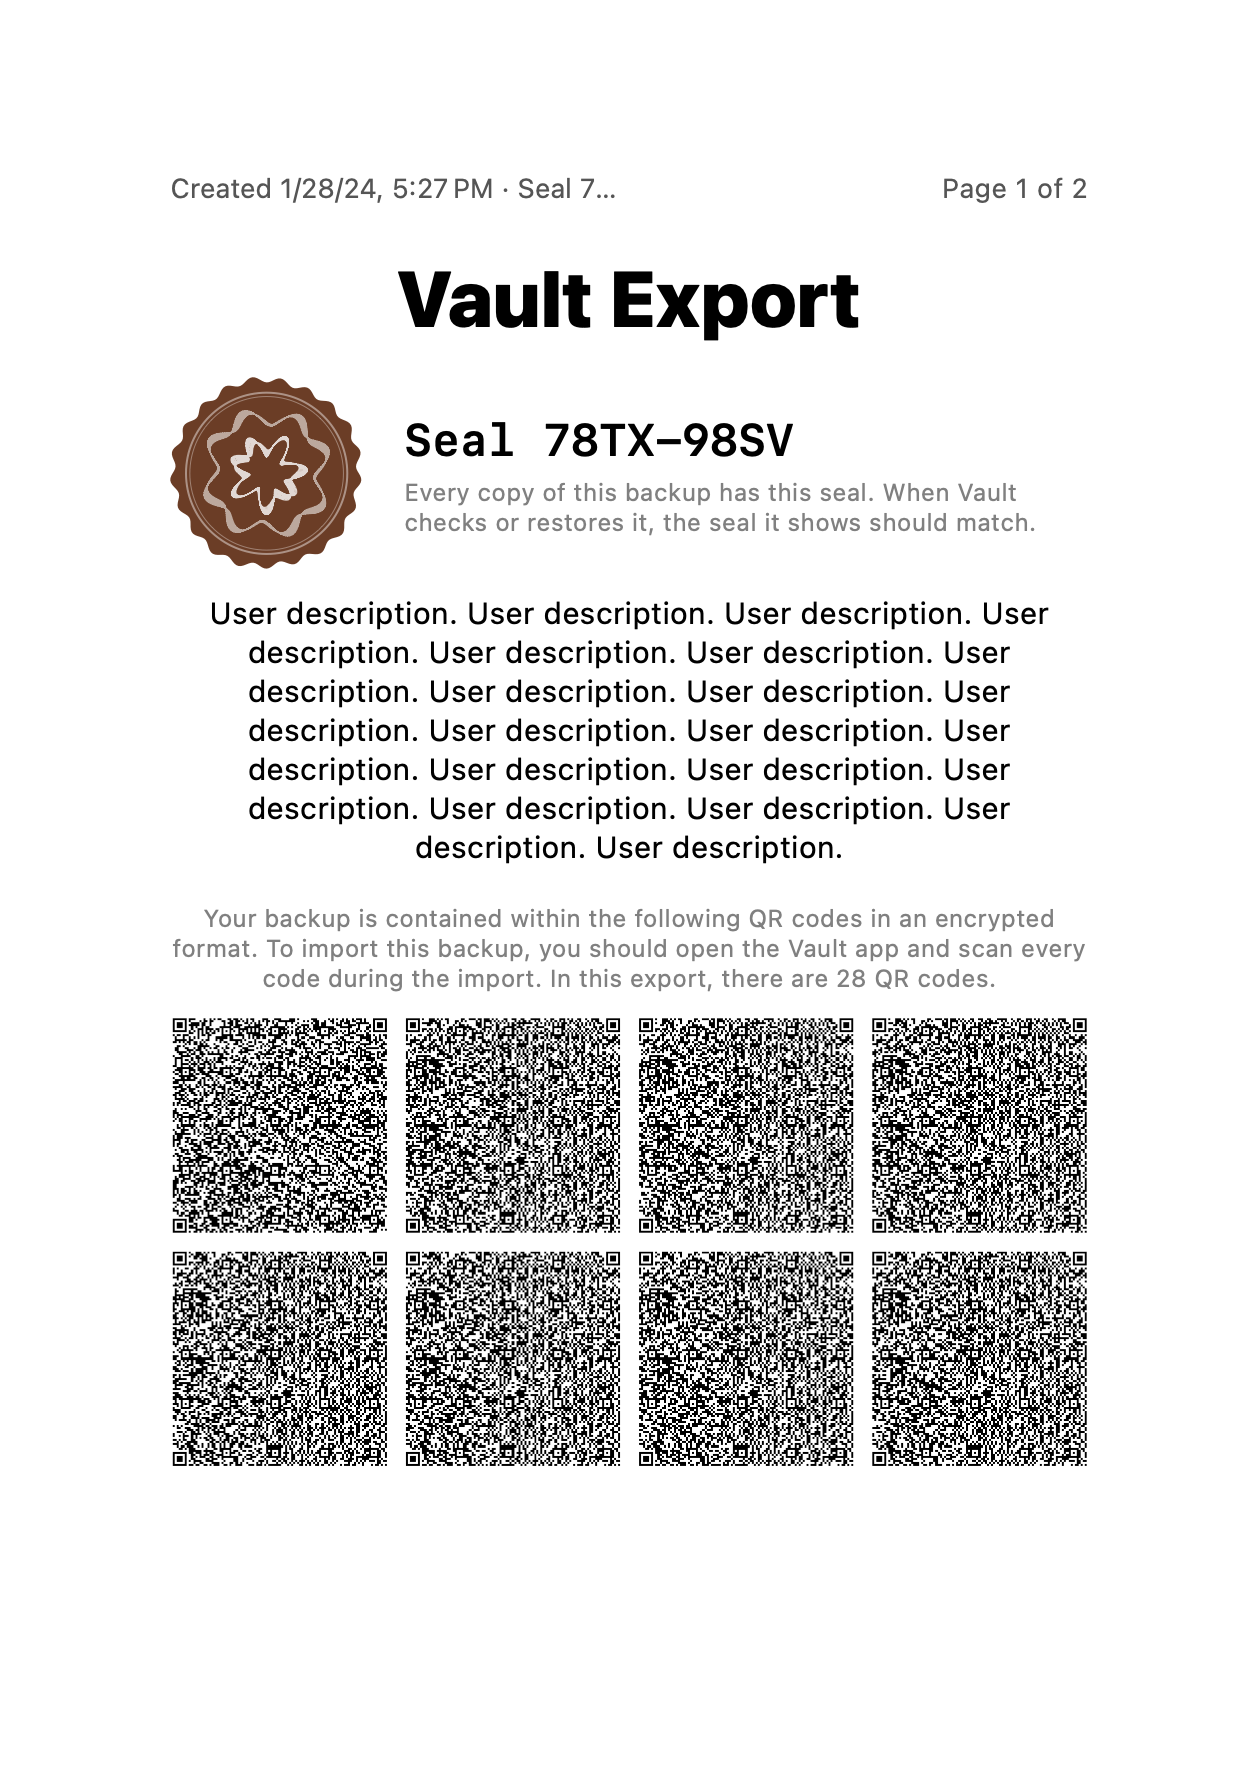 Created 1/28/24, 5:27 PM · Seal 7...
Page 1 of 2
Vault Export
Seal 78TX-98SV
Every copy of this backup has this seal. When Vault
checks or restores it, the seal it shows should match.
User description. User description. User description. User
description. User description. User description. User
description. User description. User description. User
description. User description. User description. User
description. User description. User description. User
description. User description. User description. User
description. User description.
Your backup is contained within the following QR codes in an encrypted
format. To import this backup, you should open the Vault app and scan every
code during the import. In this export, there are 28 QR codes.